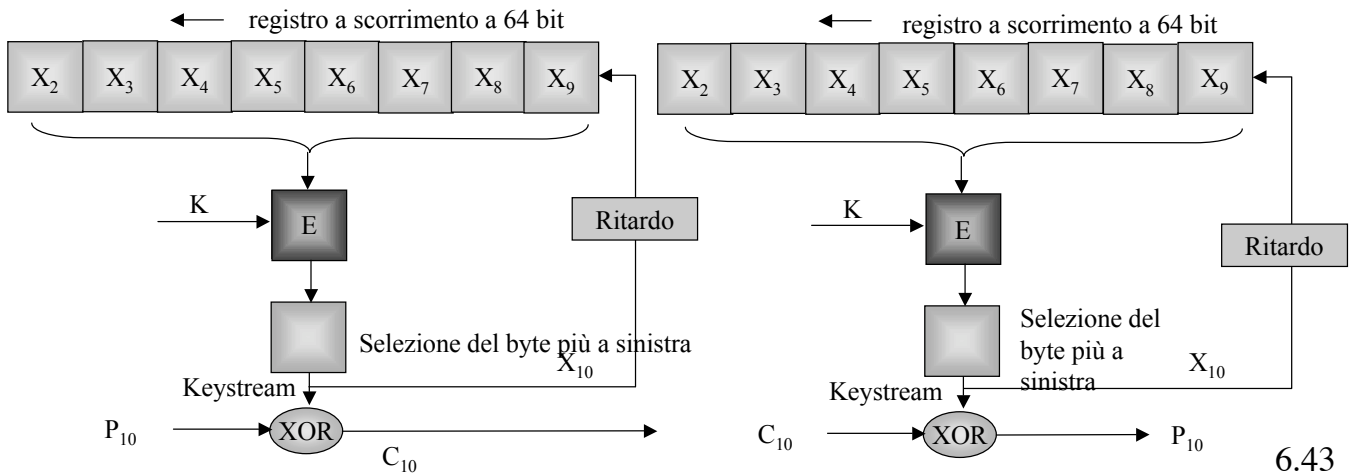 registro a scorrimento a 64 bit
X2 X3 X4 X5 X6 X7 X8 X9
K
E
Ritardo
Selezione del byte più a sinistra
X10
Keystream
P10
XOR
C10
registro a scorrimento a 64 bit
X2 X3 X4 X5 X6 X7 X8 X9
K
E
Ritardo
Selezione del
byte più a
sinistra
X10
Keystream
C10
XOR
P10
6.43